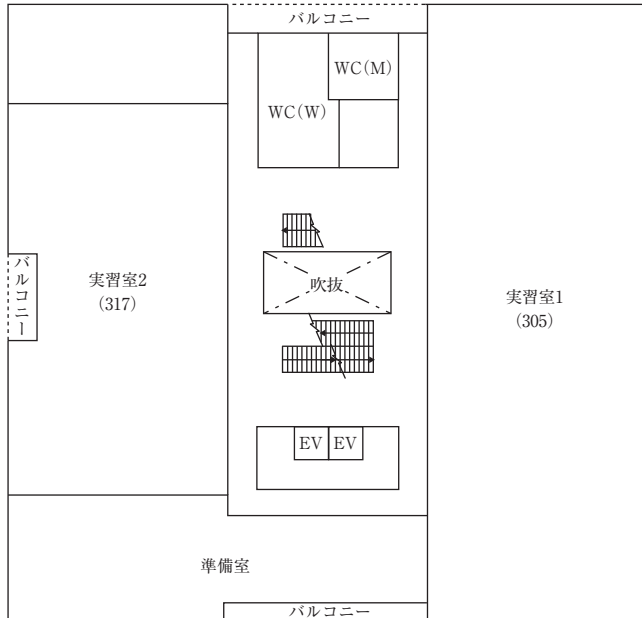 バルコニー
WC(M)
WC(W)
バルコニー
実習室2
(317)
吹抜
実習室1
(305)
EV EV
準備室
バルコニー